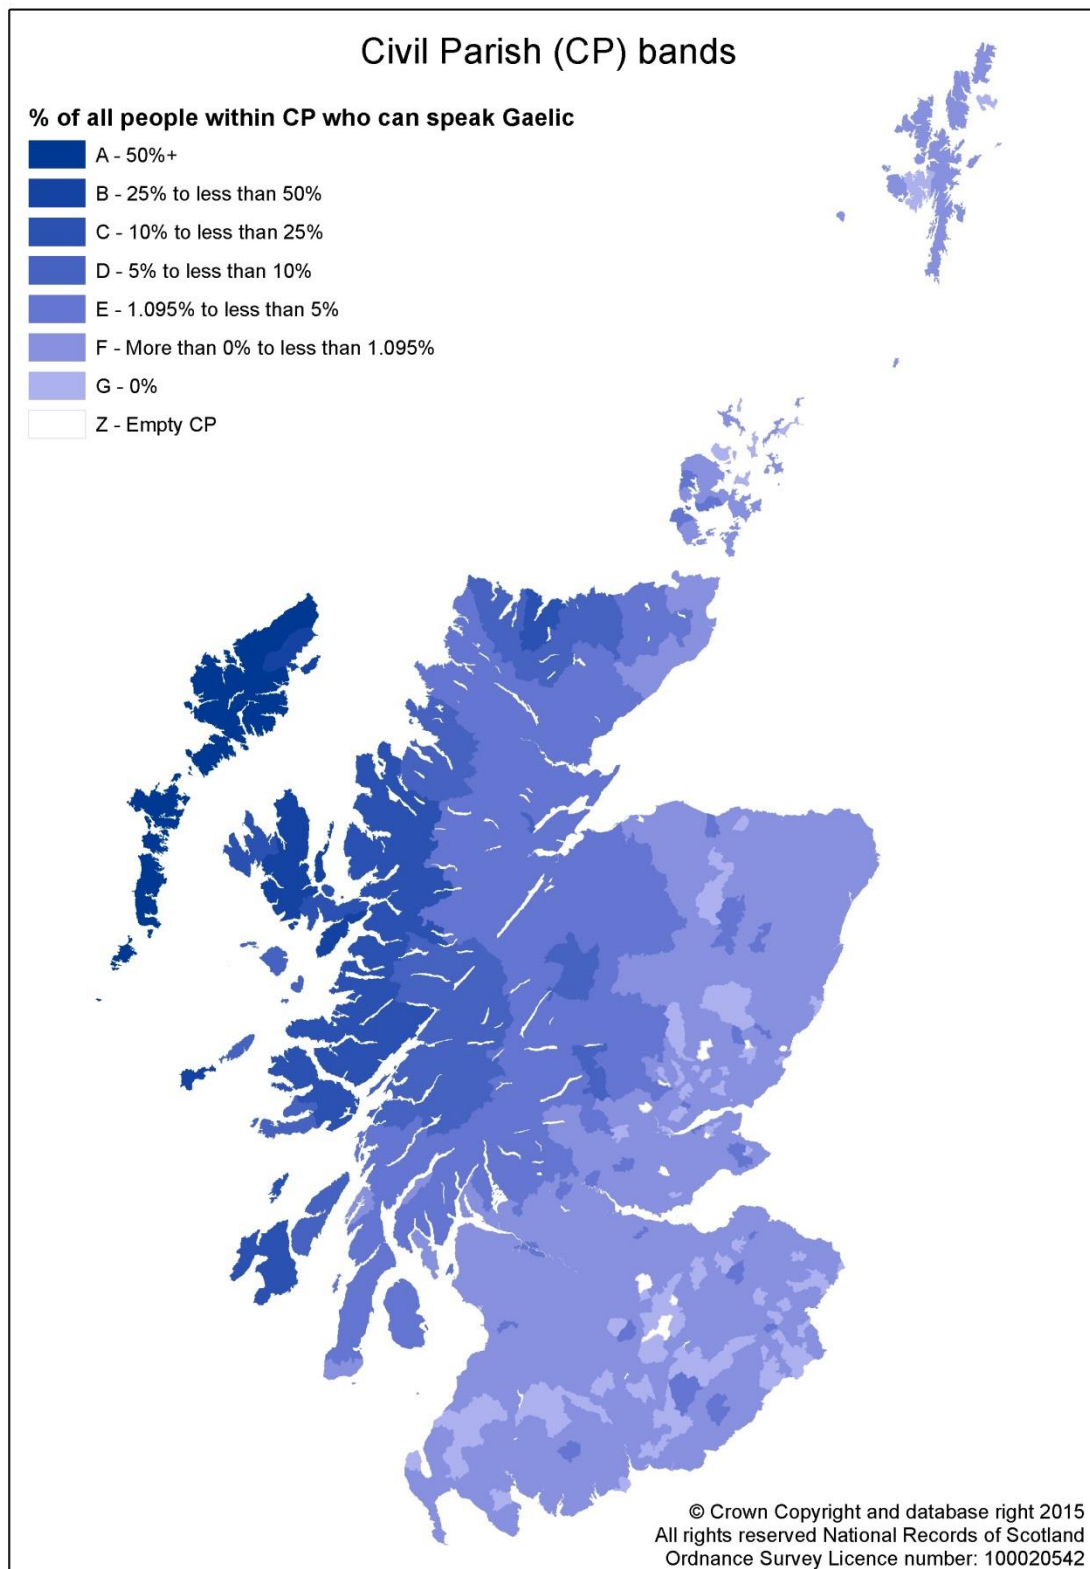 Civil Parish (CP) bands
% of all people within CP who can speak Gaelic
A - 50%+
B - 25% to less than 50%
C - 10% to less than 25%
D - 5% to less than 10%
E - 1.095% to less than 5%
F - More than 0% to less than 1.095%
G - 0%
Z - Empty CP
© Crown Copyright and database right 2015
All rights reserved National Records of Scotland
Ordnance Survey Licence number: 100020542